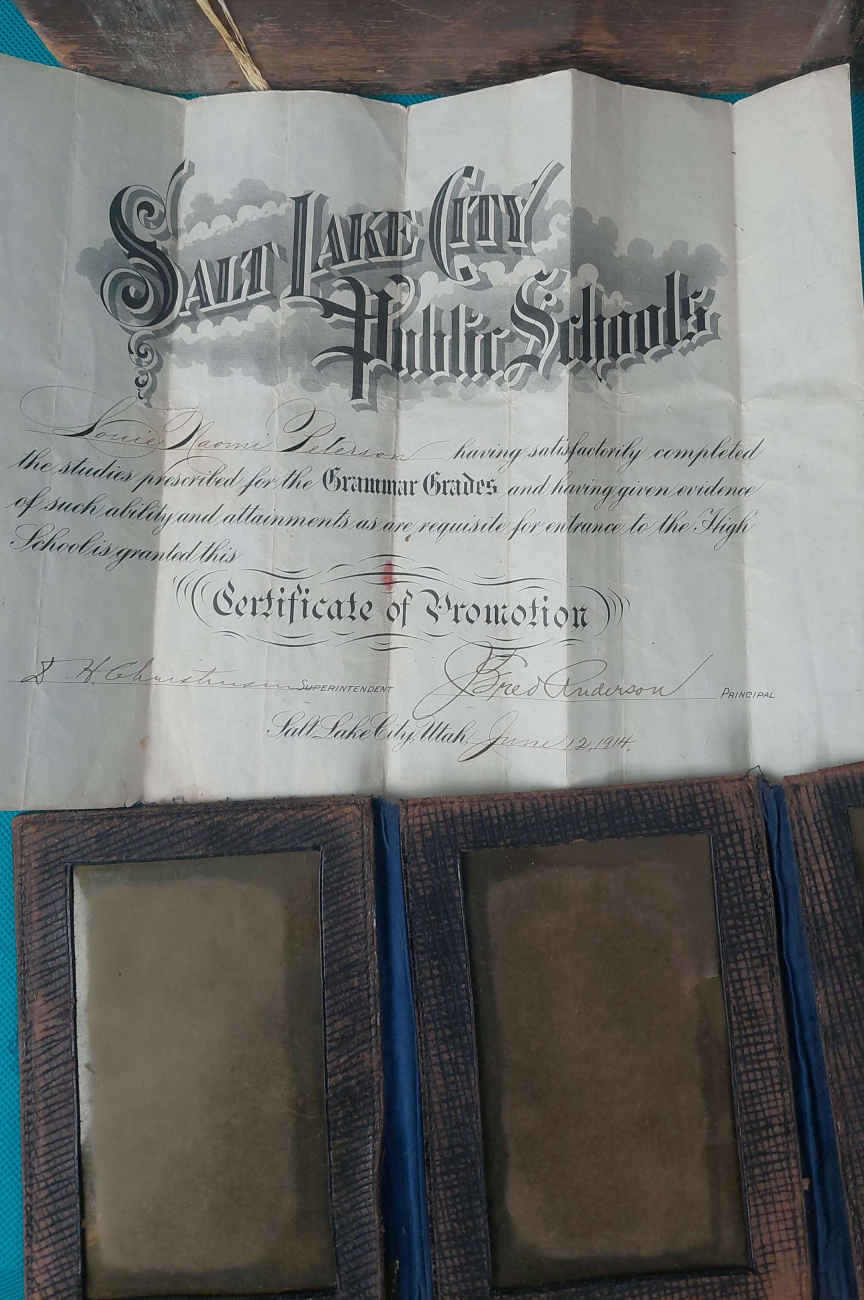 Salt Lake City
Public Schools
Louie Naomi Peterson having satisfactorily completed
the studies prescribed for the Grammar Grades and having given evidence
of such ability and attainments as are requisite for entrance to the High
School is granted this
Certificate of Promotion
D. H. Christensen Superintendent J Fred Anderson Principal
Salt Lake City, Utah, June 12, 1914.